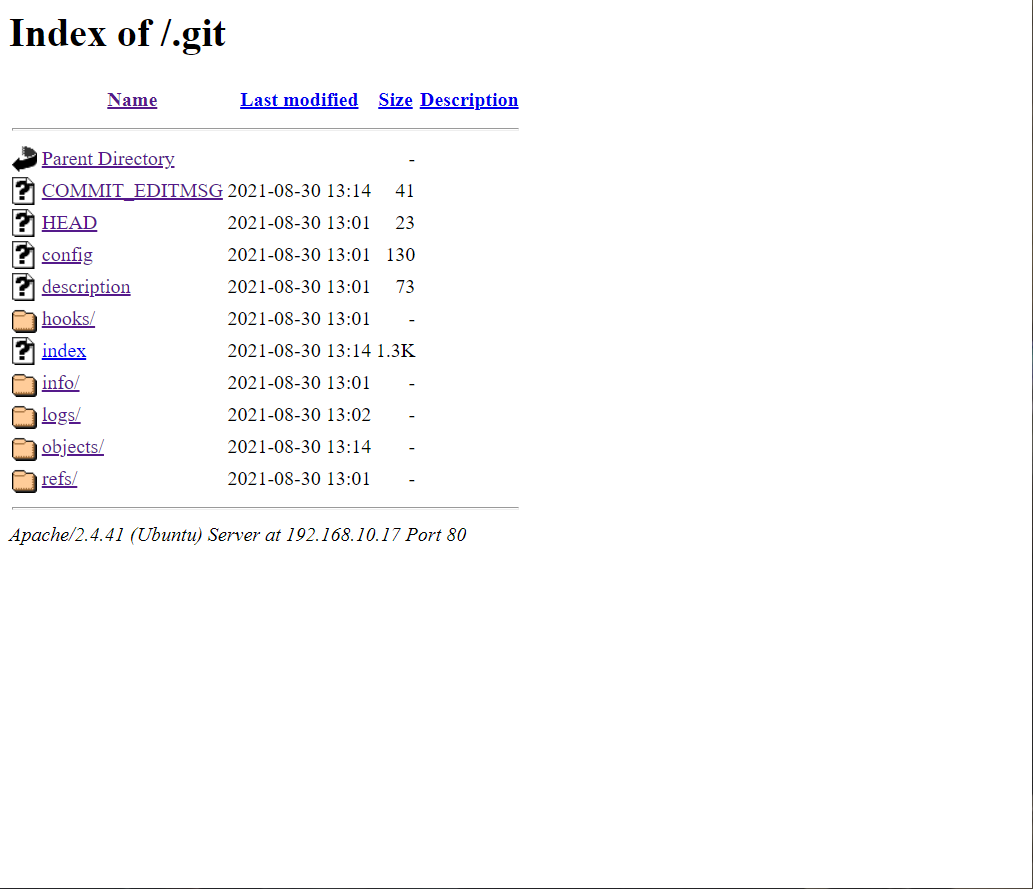 Index of /.git
Name Last modified Size Description
Parent Directory -
COMMIT_EDITMSG 2021-08-30 13:14 41
HEAD 2021-08-30 13:01 23
config 2021-08-30 13:01 130
description 2021-08-30 13:01 73
hooks/ 2021-08-30 13:01 -
index 2021-08-30 13:14 1.3K
info/ 2021-08-30 13:01 -
logs/ 2021-08-30 13:02 -
objects/ 2021-08-30 13:14 -
refs/ 2021-08-30 13:01 -
Apache/2.4.41 (Ubuntu) Server at 192.168.10.17 Port 80